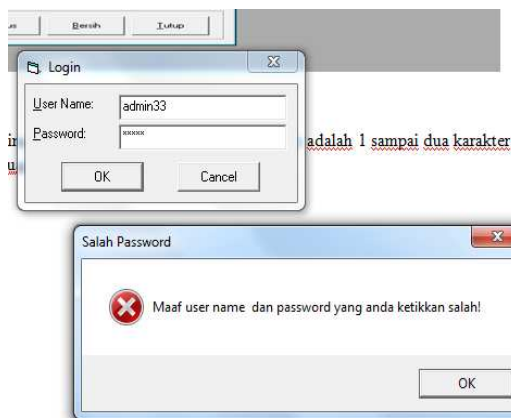 Bersih Tutup
Login
User Name: admin33
Password: xxxxx
adalah 1 sampai dua karakter
OK Cancel
Salah Password
Maaf user name dan password yang anda ketikkan salah!
OK